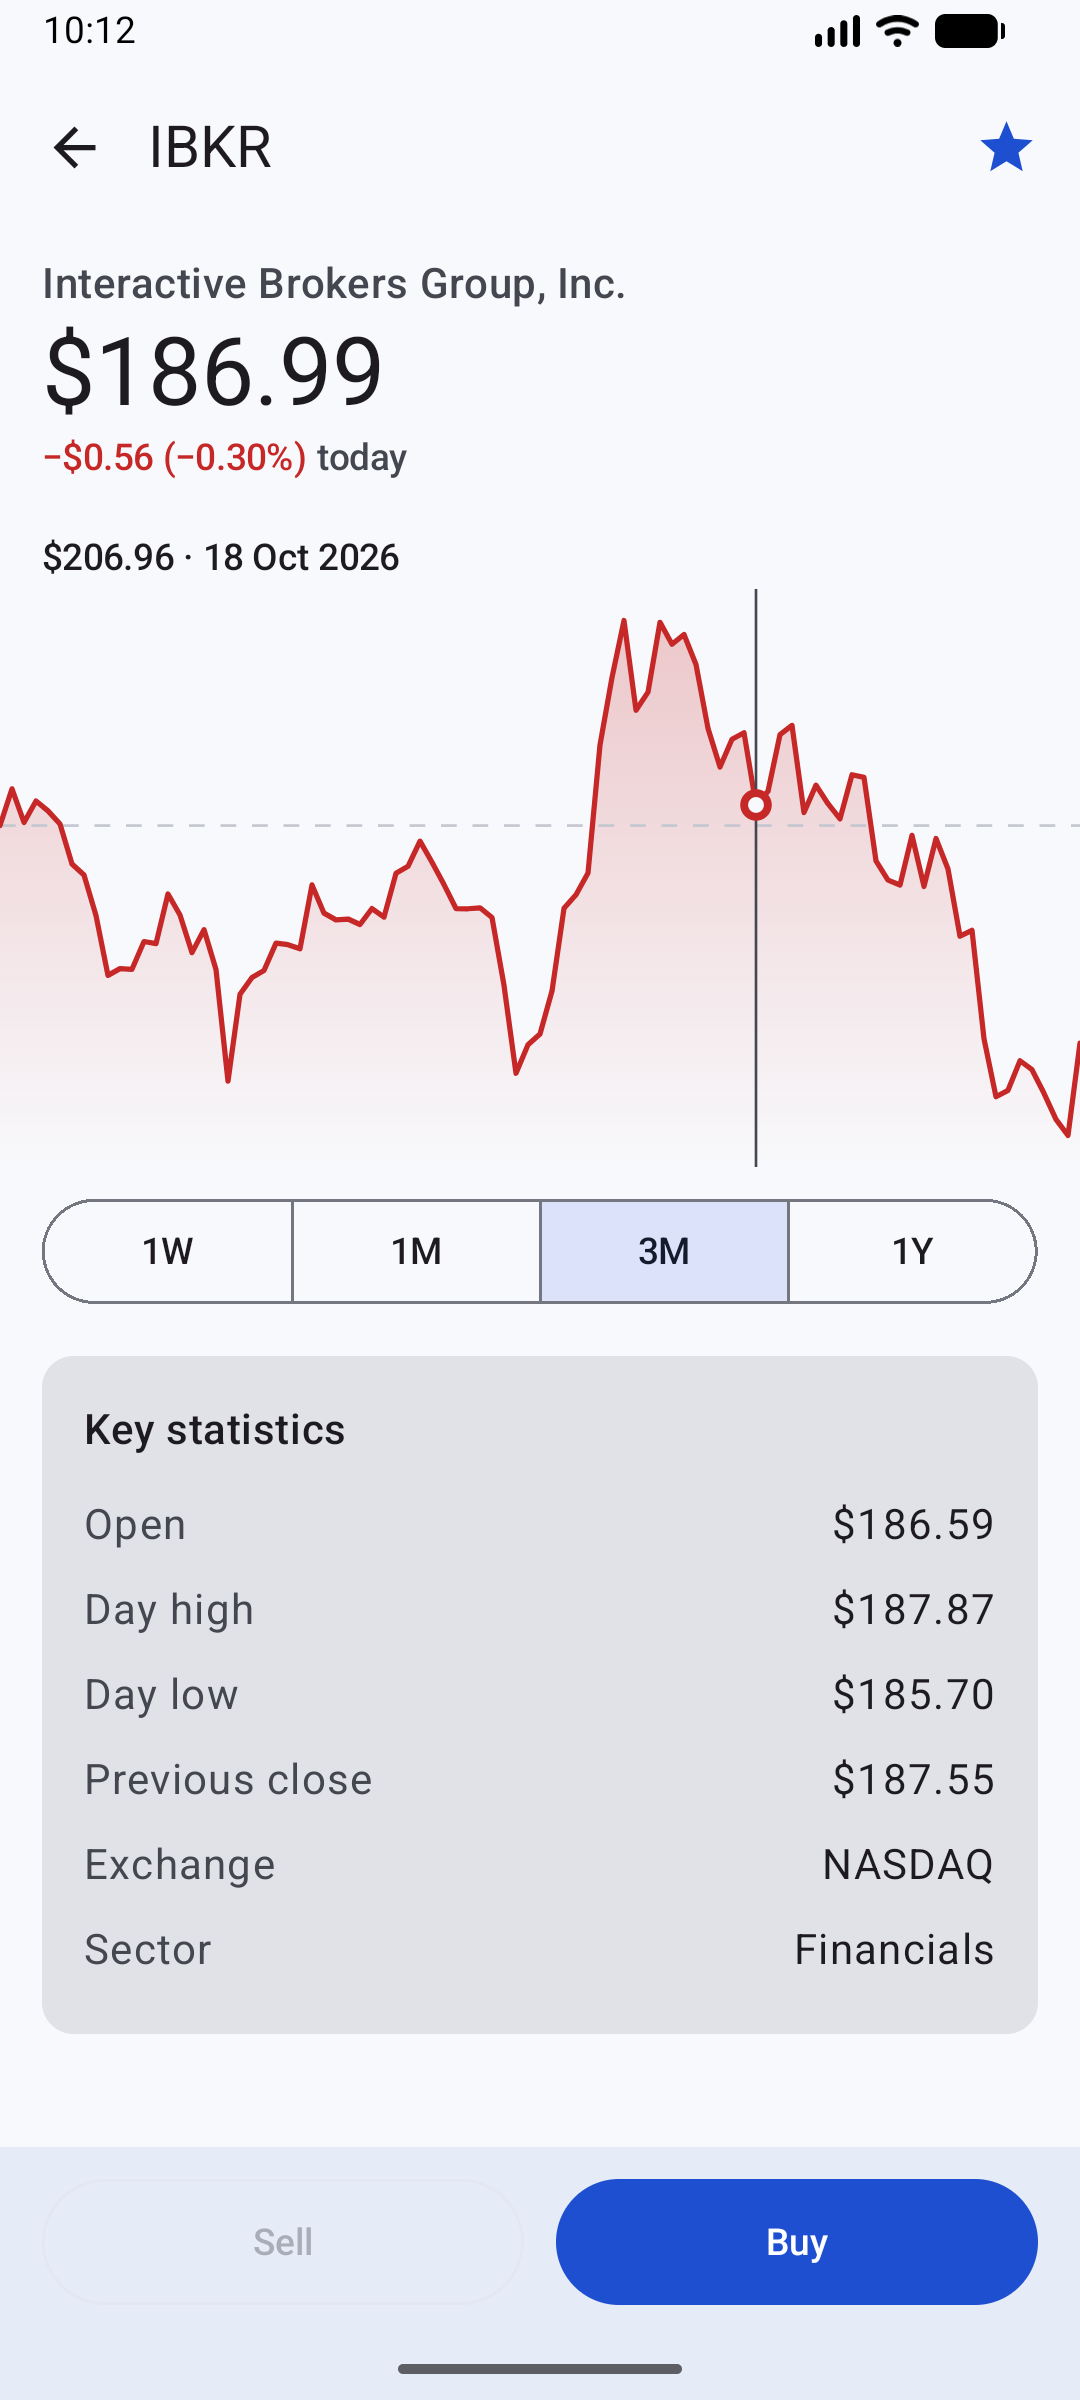 10:12
IBKR
Interactive Brokers Group, Inc.
$186.99
−$0.56 (−0.30%) today
$206.96 · 18 Oct 2026
1W 1M 3M 1Y
Key statistics
Open $186.59
Day high $187.87
Day low $185.70
Previous close $187.55
Exchange NASDAQ
Sector Financials
Sell Buy